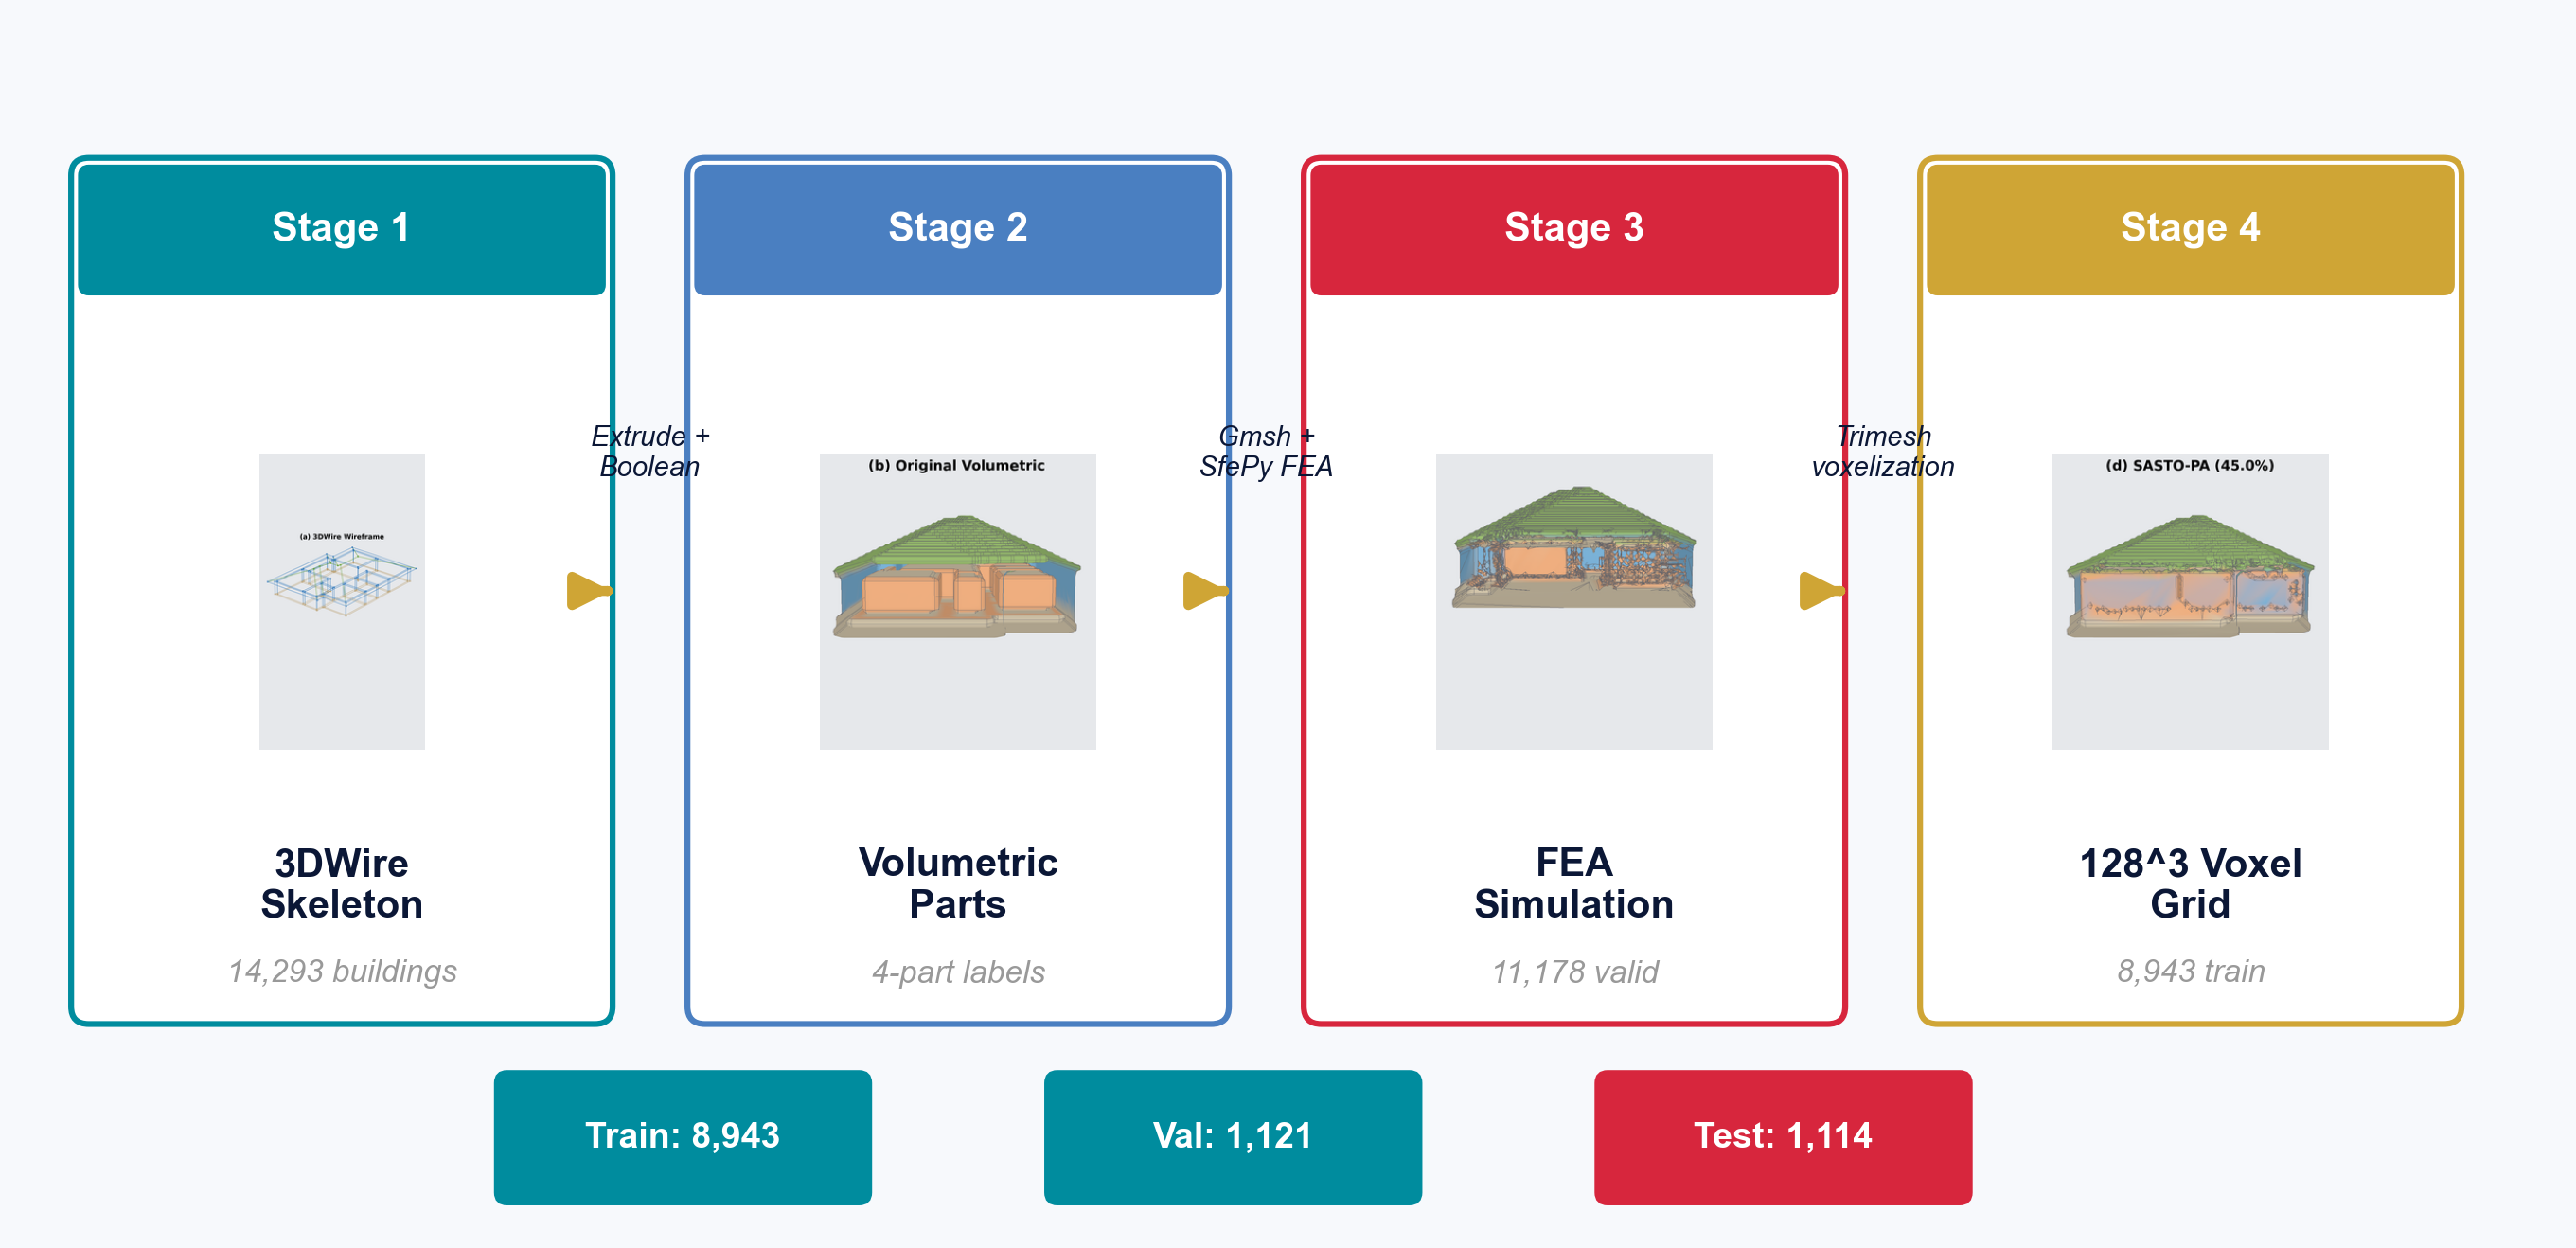 Stage 1
Stage 2
Stage 3
Stage 4
Extrude +
Boolean
Gmsh +
SfePy FEA
Trimesh
voxelization
(a) 3DWire Wireframe
(b) Original Volumetric
(d) SASTO-PA (45.0%)
3DWire
Skeleton
14,293 buildings
Volumetric
Parts
4-part labels
FEA
Simulation
11,178 valid
128^3 Voxel
Grid
8,943 train
Train: 8,943
Val: 1,121
Test: 1,114